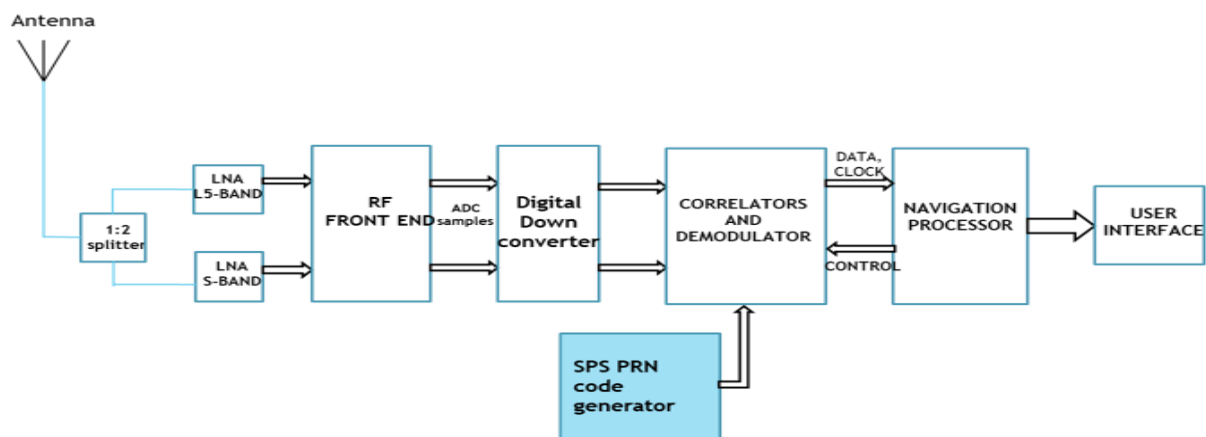 Antenna
1:2
splitter
LNA
L5-BAND
LNA
S-BAND
RF
FRONT END
ADC
samples
Digital
Down
converter
CORRELATORS
AND
DEMODULATOR
DATA,
CLOCK
CONTROL
NAVIGATION
PROCESSOR
USER
INTERFACE
SPS PRN
code
generator